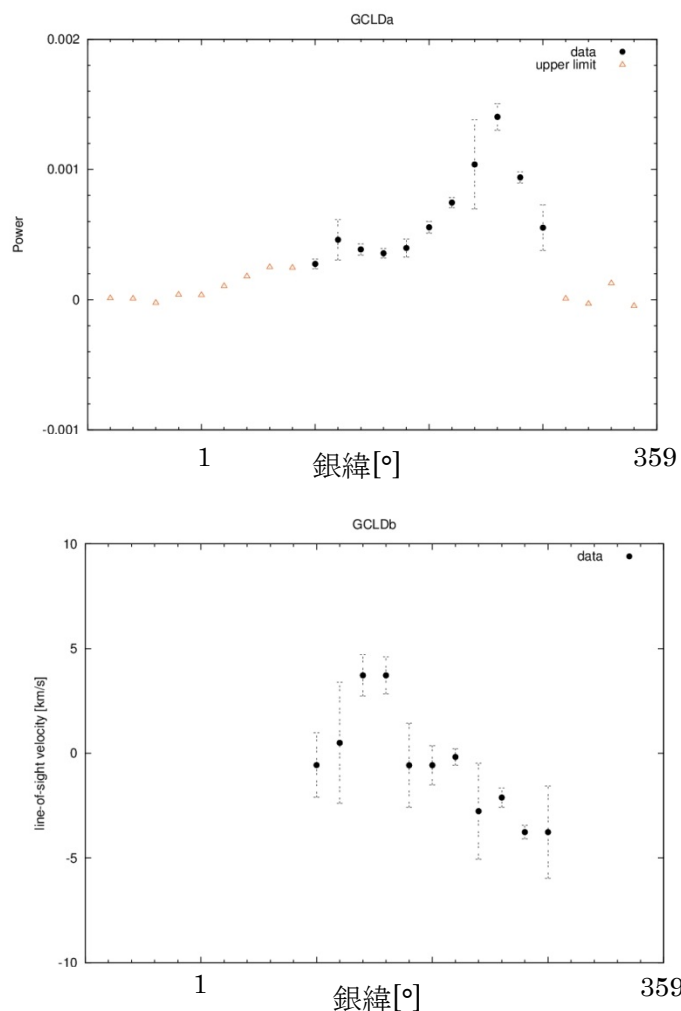 GCLDa
0.002
data
upper limit
0.001
Power
0
-0.001
1
銀緯[°]
359
GCLDb
10
data
5
line-of-sight velocity [km/s]
0
-5
-10
1
銀緯[°]
359